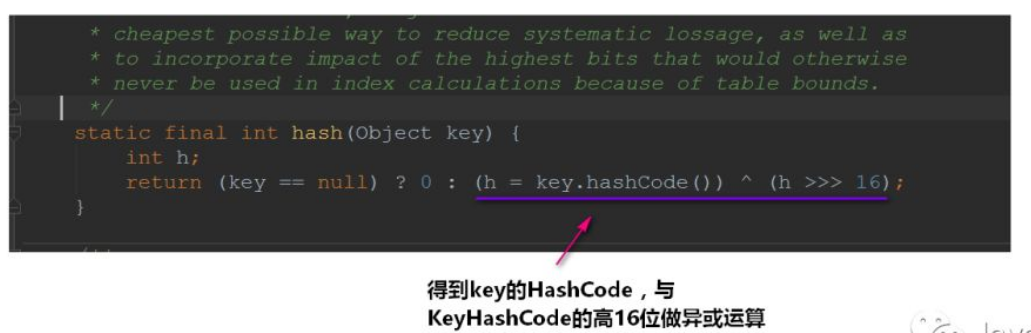 * cheapest possible way to reduce systematic lossage, as well as
* to incorporate impact of the highest bits that would otherwise
* never be used in index calculations because of table bounds.
*/
static final int hash(Object key) {
int h;
return (key == null) ? 0 : (h = key.hashCode()) ^ (h >>> 16);
}
得到key的HashCode，与
KeyHashCode的高16位做异或运算